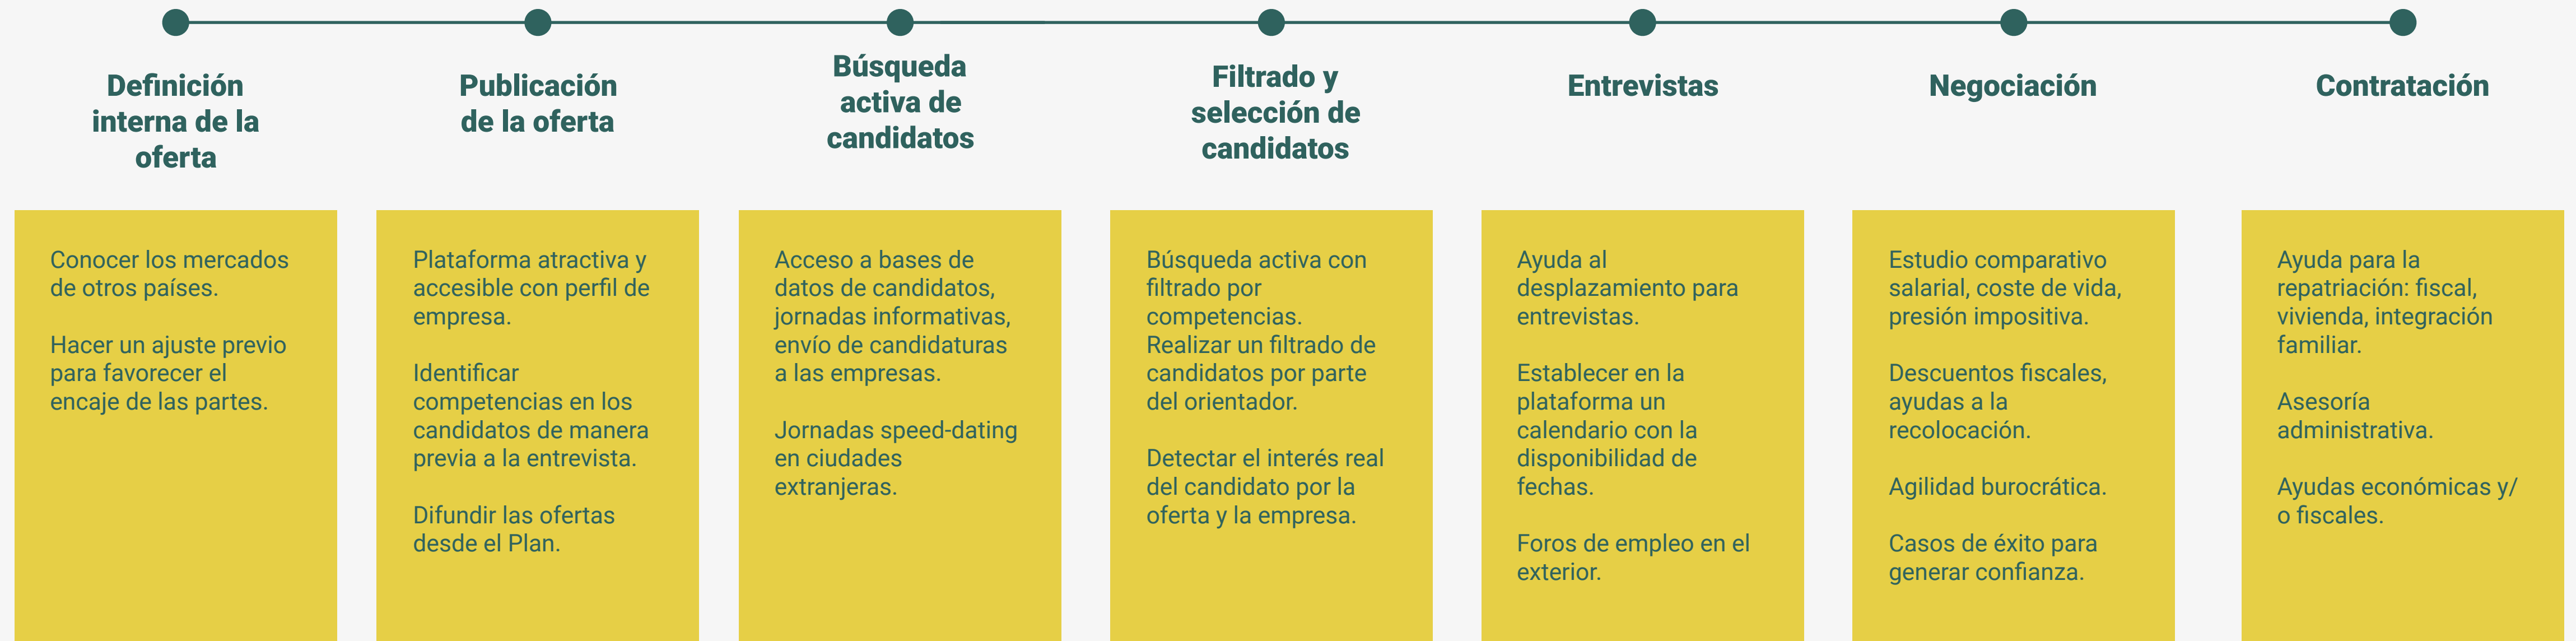 Definición
interna de la
oferta
Publicación
de la oferta
Búsqueda
activa de
candidatos
Filtrado y
selección de
candidatos
Entrevistas
Negociación
Contratación
Conocer los mercados
de otros países.
Hacer un ajuste previo
para favorecer el
encaje de las partes.
Plataforma atractiva y
accesible con perfil de
empresa.
Identificar
competencias en los
candidatos de manera
previa a la entrevista.
Difundir las ofertas
desde el Plan.
Acceso a bases de
datos de candidatos,
jornadas informativas,
envío de candidaturas
a las empresas.
Jornadas speed-dating
en ciudades
extranjeras.
Búsqueda activa con
filtrado por
competencias.
Realizar un filtrado de
candidatos por parte
del orientador.
Detectar el interés real
del candidato por la
oferta y la empresa.
Ayuda al
desplazamiento para
entrevistas.
Establecer en la
plataforma un
calendario con la
disponibilidad de
fechas.
Foros de empleo en el
exterior.
Estudio comparativo
salarial, coste de vida,
presión impositiva.
Descuentos fiscales,
ayudas a la
recolocación.
Agilidad burocrática.
Casos de éxito para
generar confianza.
Ayuda para la
repatriación: fiscal,
vivienda, integración
familiar.
Asesoría
administrativa.
Ayudas económicas y/
o fiscales.